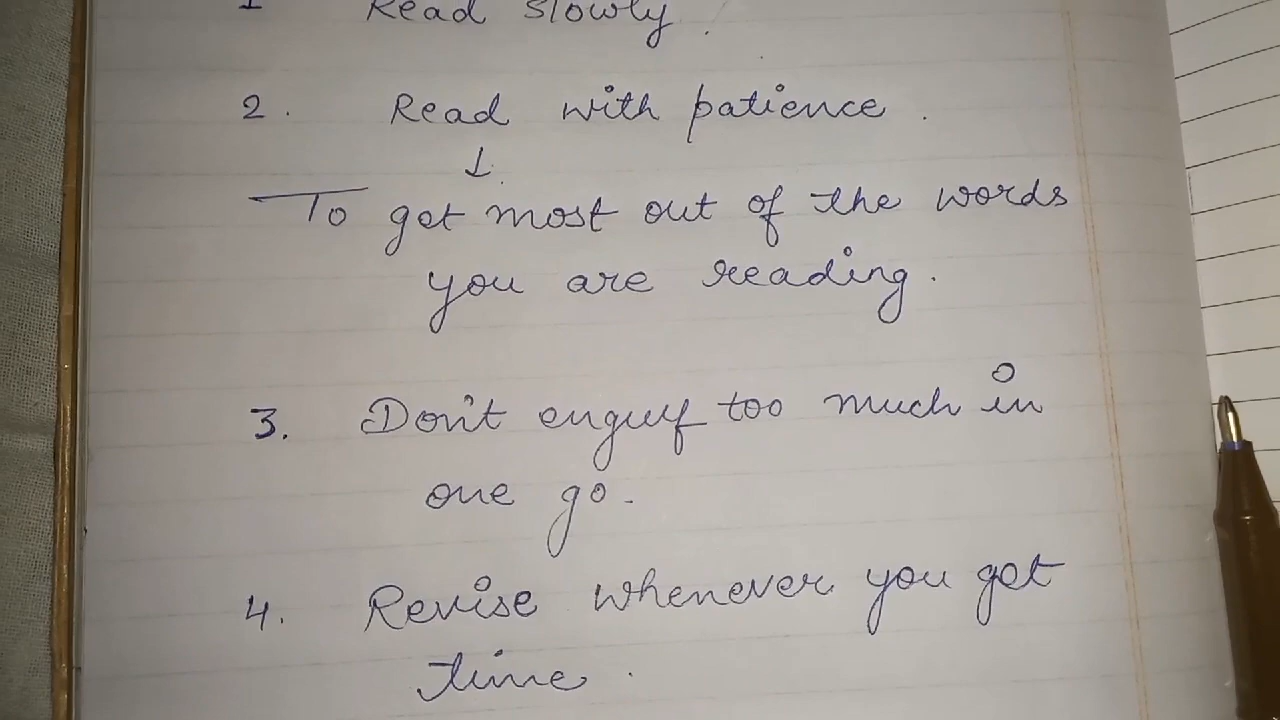 1 Read slowly.
2. Read with patience.
↓
To get most out of the words
you are reading.
3. Don't engulf too much in
one go.
4. Revise whenever you get
time.